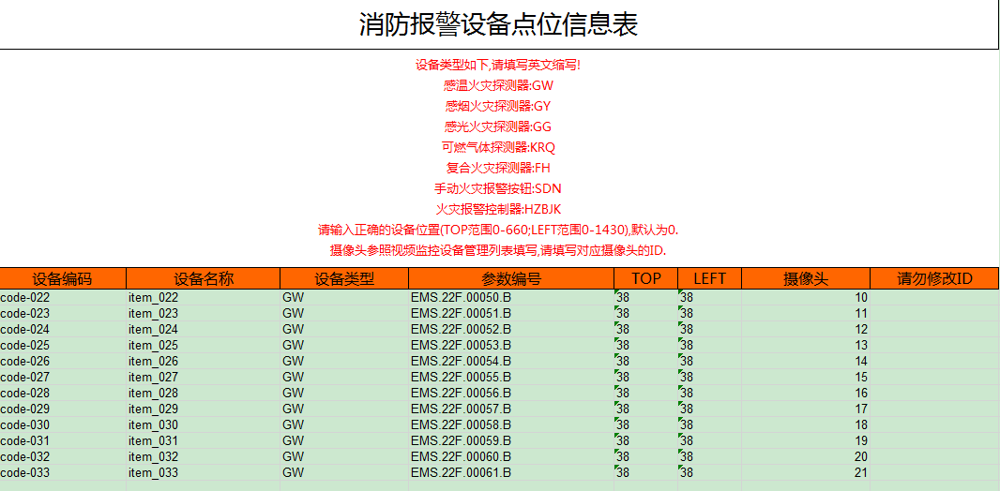 消防报警设备点位信息表
设备类型如下,请填写英文缩写!
感温火灾探测器:GW
感烟火灾探测器:GY
感光火灾探测器:GG
可燃气体探测器:KRQ
复合火灾探测器:FH
手动火灾报警按钮:SDN
火灾报警控制器:HZBJK
请输入正确的设备位置(TOP范围0-660;LEFT范围0-1430),默认为0.
摄像头参照视频监控设备管理列表填写,请填写对应摄像头的ID.
设备编码 设备名称 设备类型 参数编号 TOP LEFT 摄像头 请勿修改ID
code-022 item_022 GW EMS.22F.00050.B 38 38 10
code-023 item_023 GW EMS.22F.00051.B 38 38 11
code-024 item_024 GW EMS.22F.00052.B 38 38 12
code-025 item_025 GW EMS.22F.00053.B 38 38 13
code-026 item_026 GW EMS.22F.00054.B 38 38 14
code-027 item_027 GW EMS.22F.00055.B 38 38 15
code-028 item_028 GW EMS.22F.00056.B 38 38 16
code-029 item_029 GW EMS.22F.00057.B 38 38 17
code-030 item_030 GW EMS.22F.00058.B 38 38 18
code-031 item_031 GW EMS.22F.00059.B 38 38 19
code-032 item_032 GW EMS.22F.00060.B 38 38 20
code-033 item_033 GW EMS.22F.00061.B 38 38 21